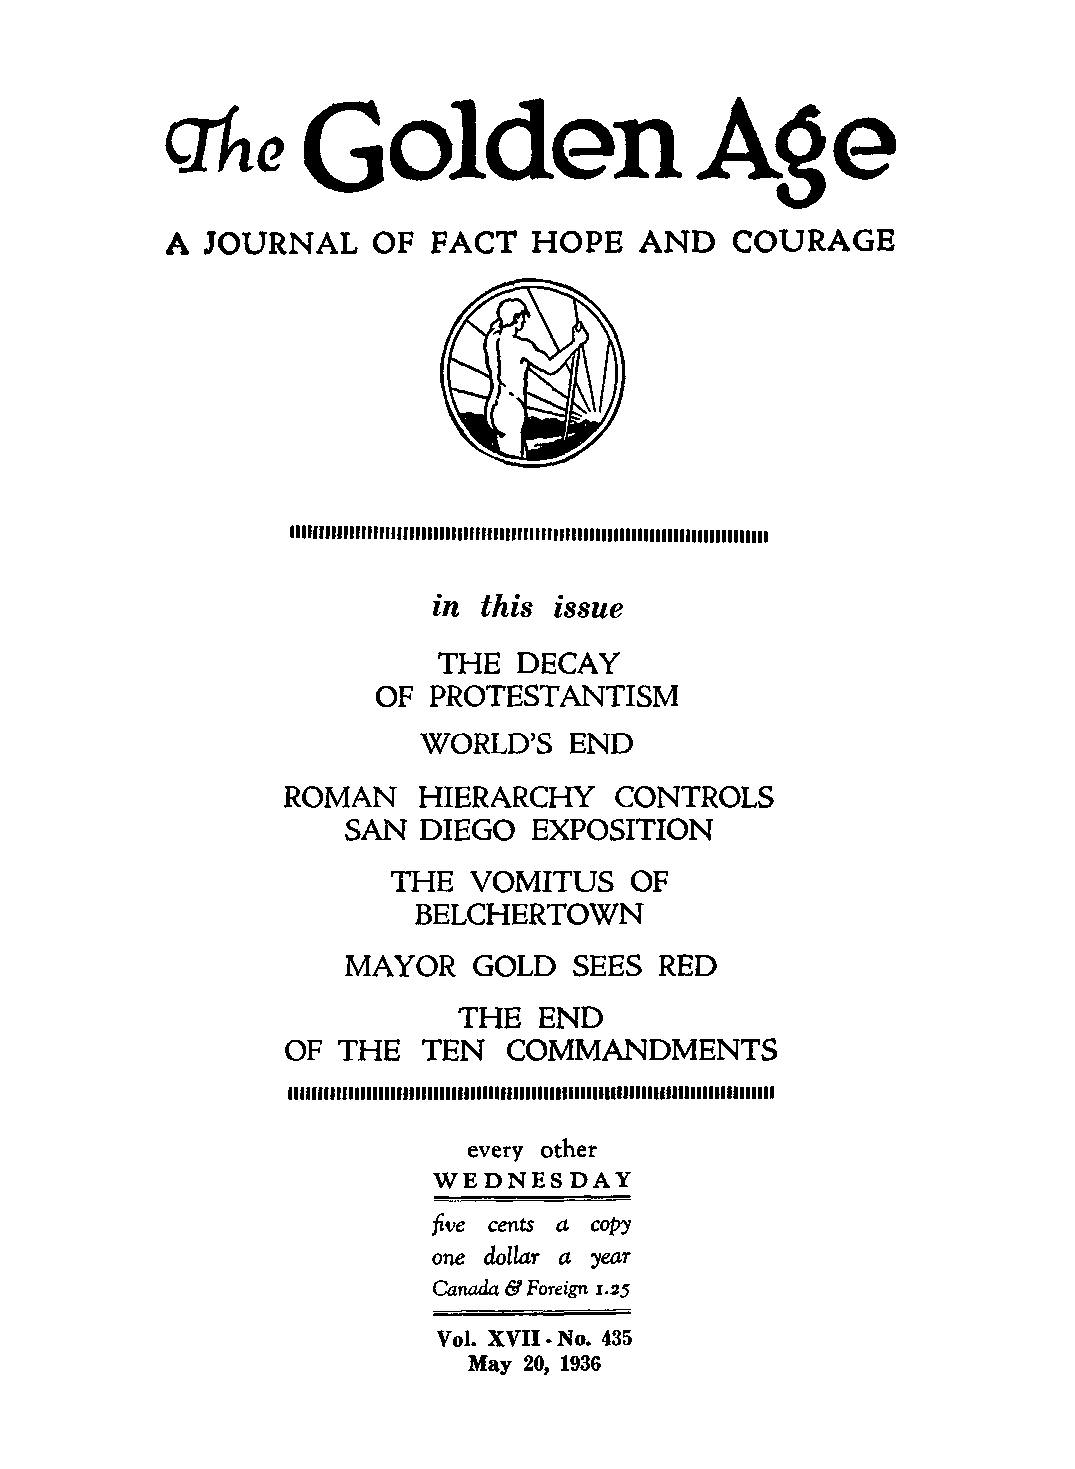 The Golden Age
A JOURNAL OF FACT HOPE AND COURAGE
in this issue
THE DECAY
OF PROTESTANTISM
WORLD'S END
ROMAN HIERARCHY CONTROLS
SAN DIEGO EXPOSITION
THE VOMITUS OF
BELCHERTOWN
MAYOR GOLD SEES RED
THE END
OF THE TEN COMMANDMENTS
every other
WEDNESDAY
five cents a copy
one dollar a year
Canada & Foreign 1.25
Vol. XVII - No. 435
May 20, 1936